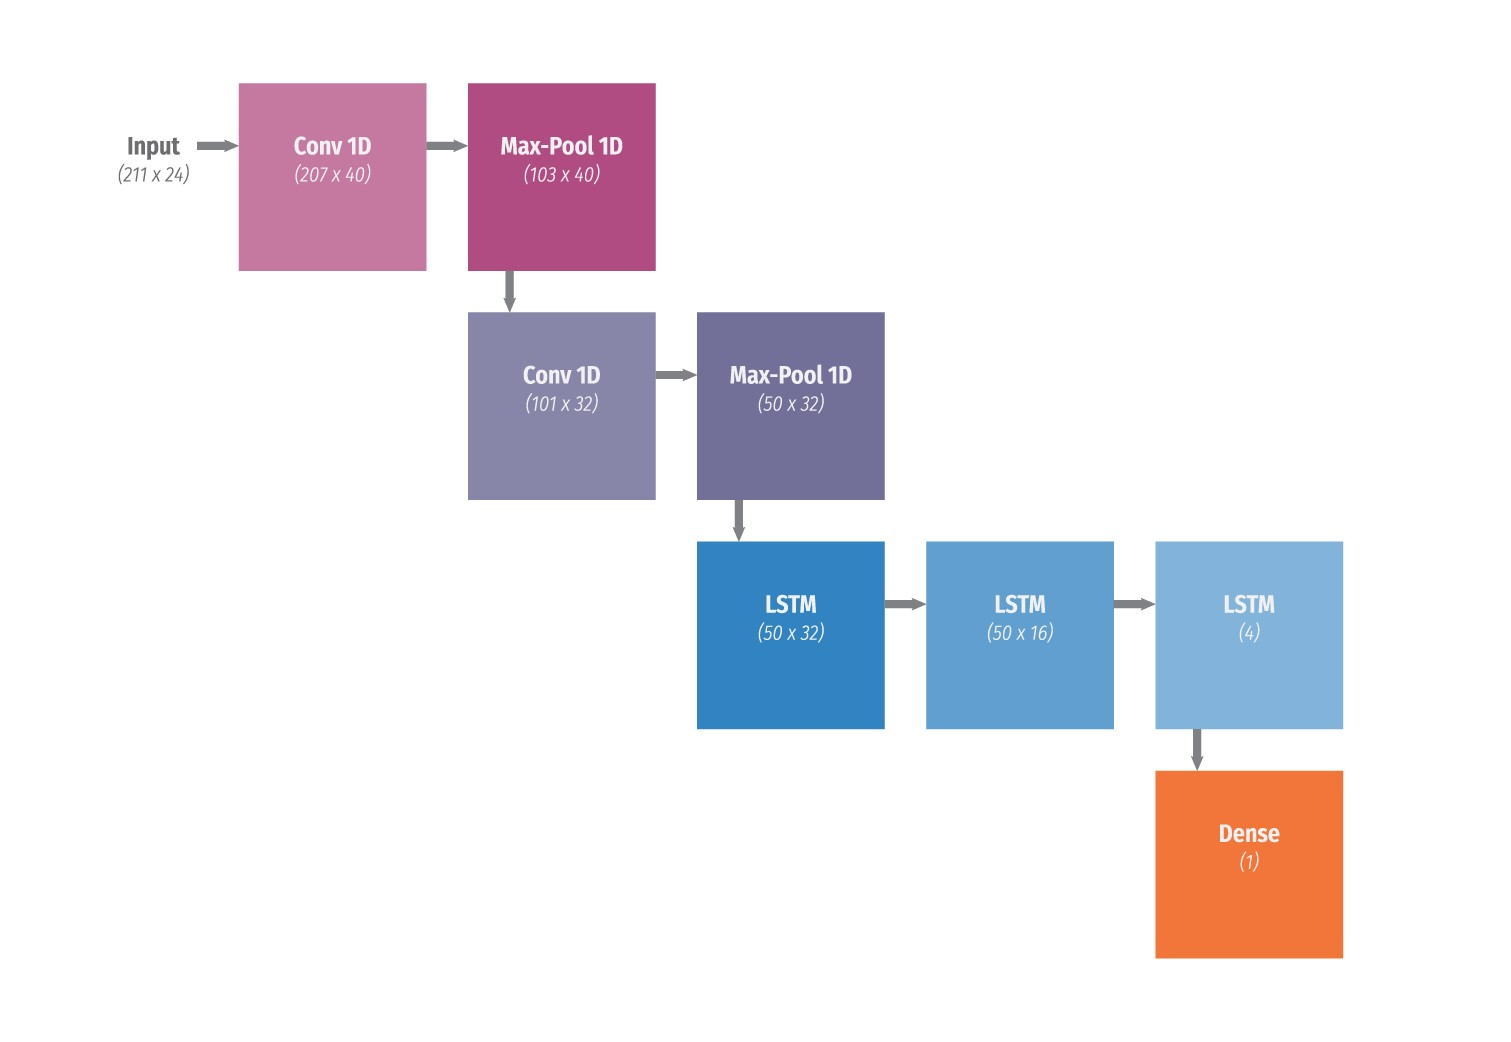 Input
(211 x 24)
Conv 1D
(207 x 40)
Max-Pool 1D
(103 x 40)
Conv 1D
(101 x 32)
Max-Pool 1D
(50 x 32)
LSTM
(50 x 32)
LSTM
(50 x 16)
LSTM
(4)
Dense
(1)